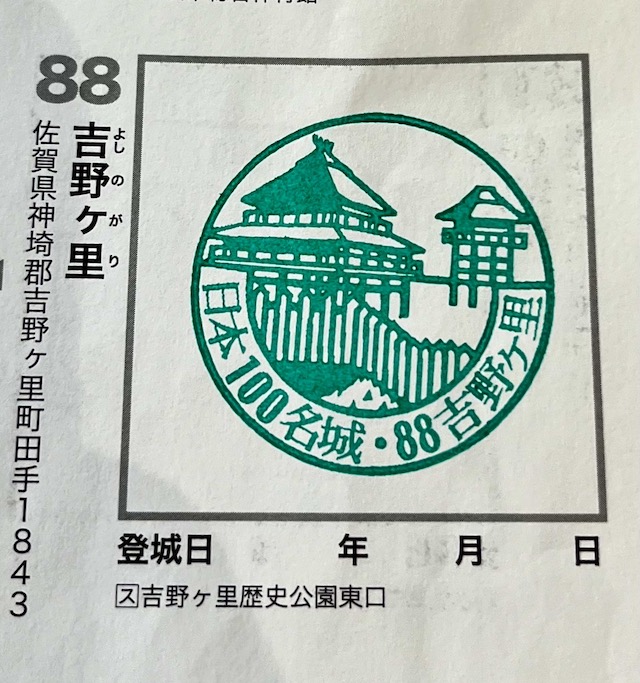 88
吉野ヶ里
よしのがり
佐賀県神埼郡吉野ヶ里町田手1843
日本100名城・88吉野ヶ里
登城日 年 月 日
ス吉野ヶ里歴史公園東口